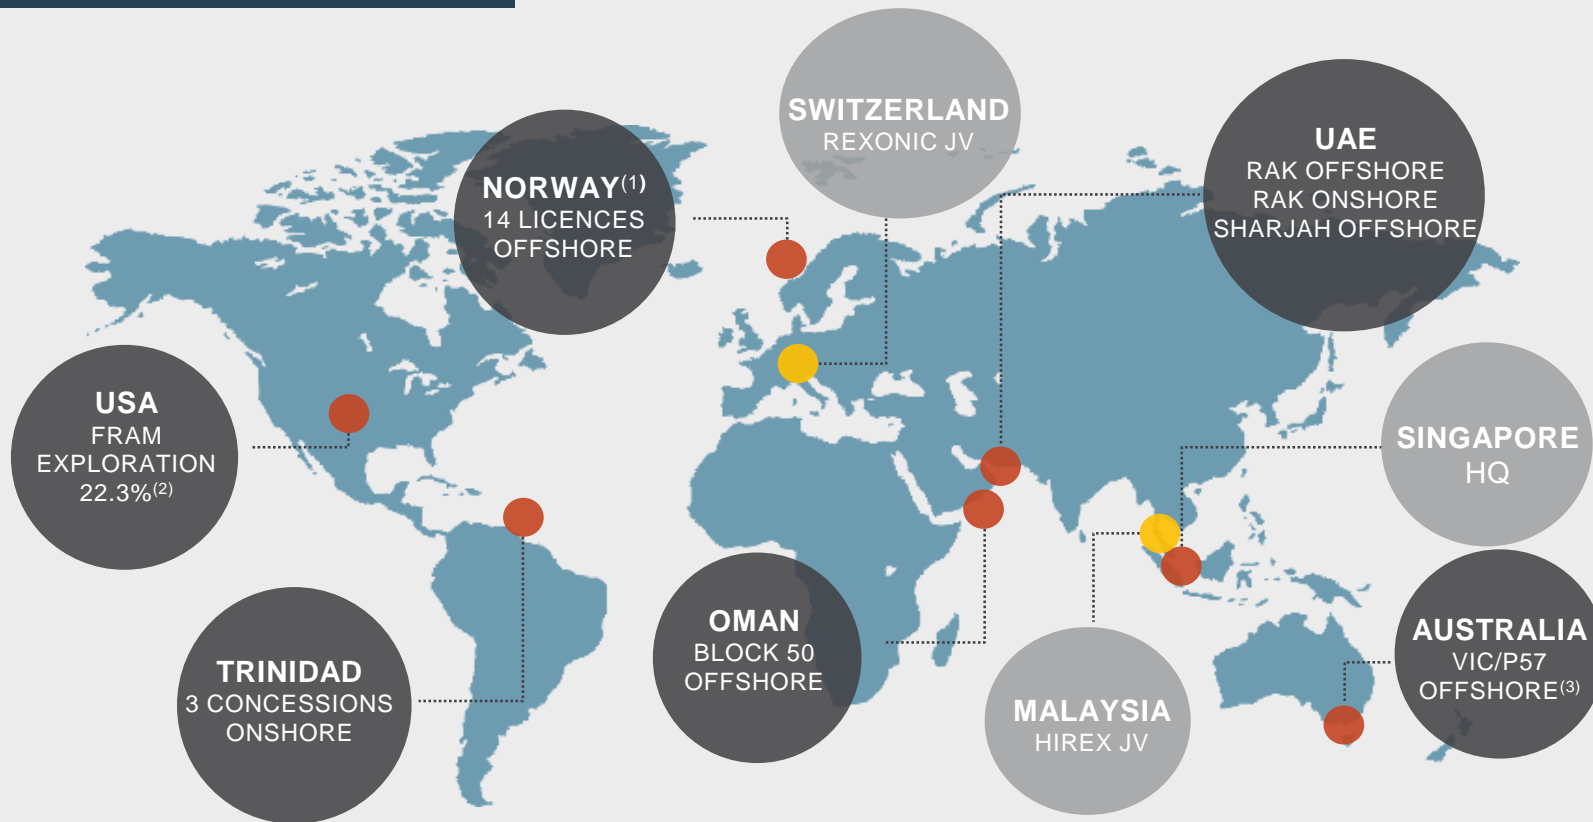 SWITZERLAND
REXONIC JV
NORWAY(1)
14 LICENCES
OFFSHORE
UAE
RAK OFFSHORE
RAK ONSHORE
SHARJAH OFFSHORE
USA
FRAM
EXPLORATION
22.3%(2)
SINGAPORE
HQ
TRINIDAD
3 CONCESSIONS
ONSHORE
OMAN
BLOCK 50
OFFSHORE
MALAYSIA
HIREX JV
AUSTRALIA
VIC/P57
OFFSHORE(3)